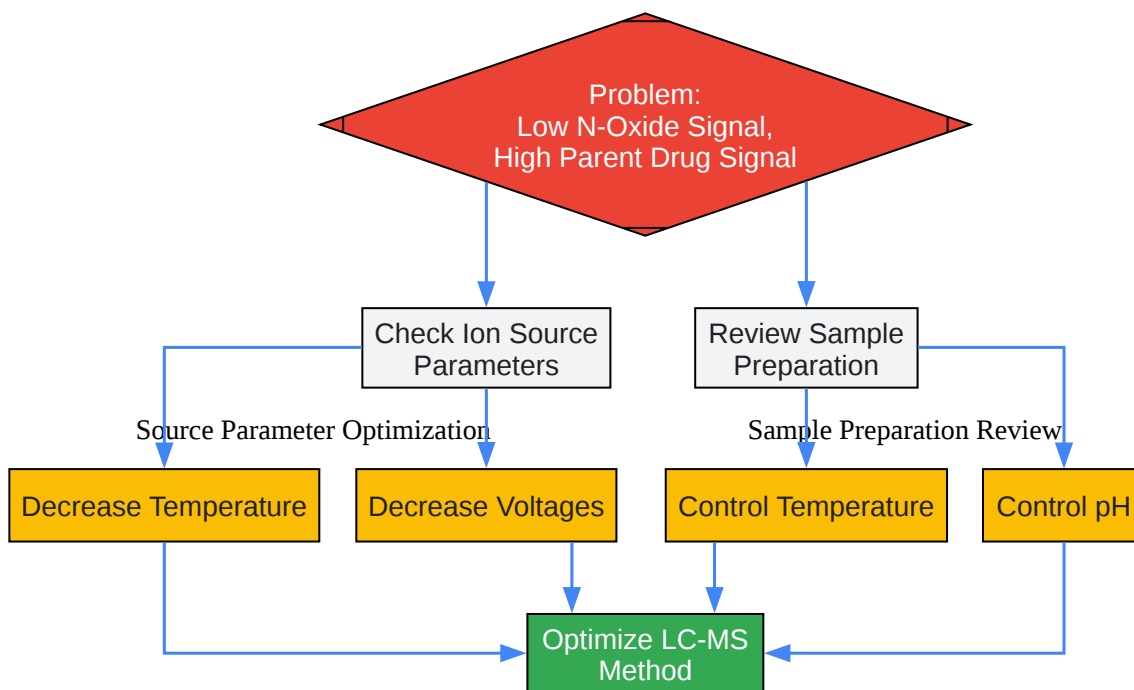 Problem:
Low N-Oxide Signal,
High Parent Drug Signal
Check Ion Source
Parameters
Review Sample
Preparation
Source Parameter Optimization
Sample Preparation Review
Decrease Temperature
Decrease Voltages
Control Temperature
Control pH
Optimize LC-MS
Method